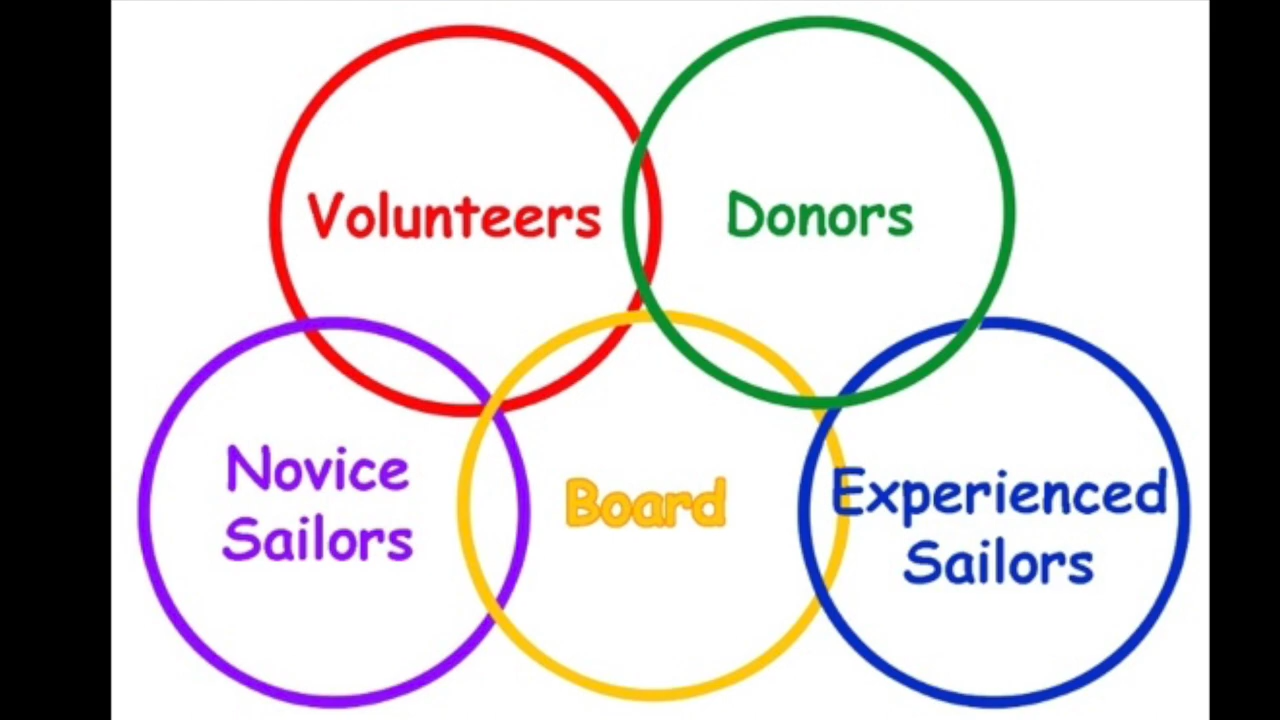 Volunteers
Donors
Novice
Sailors
Board
Experienced
Sailors